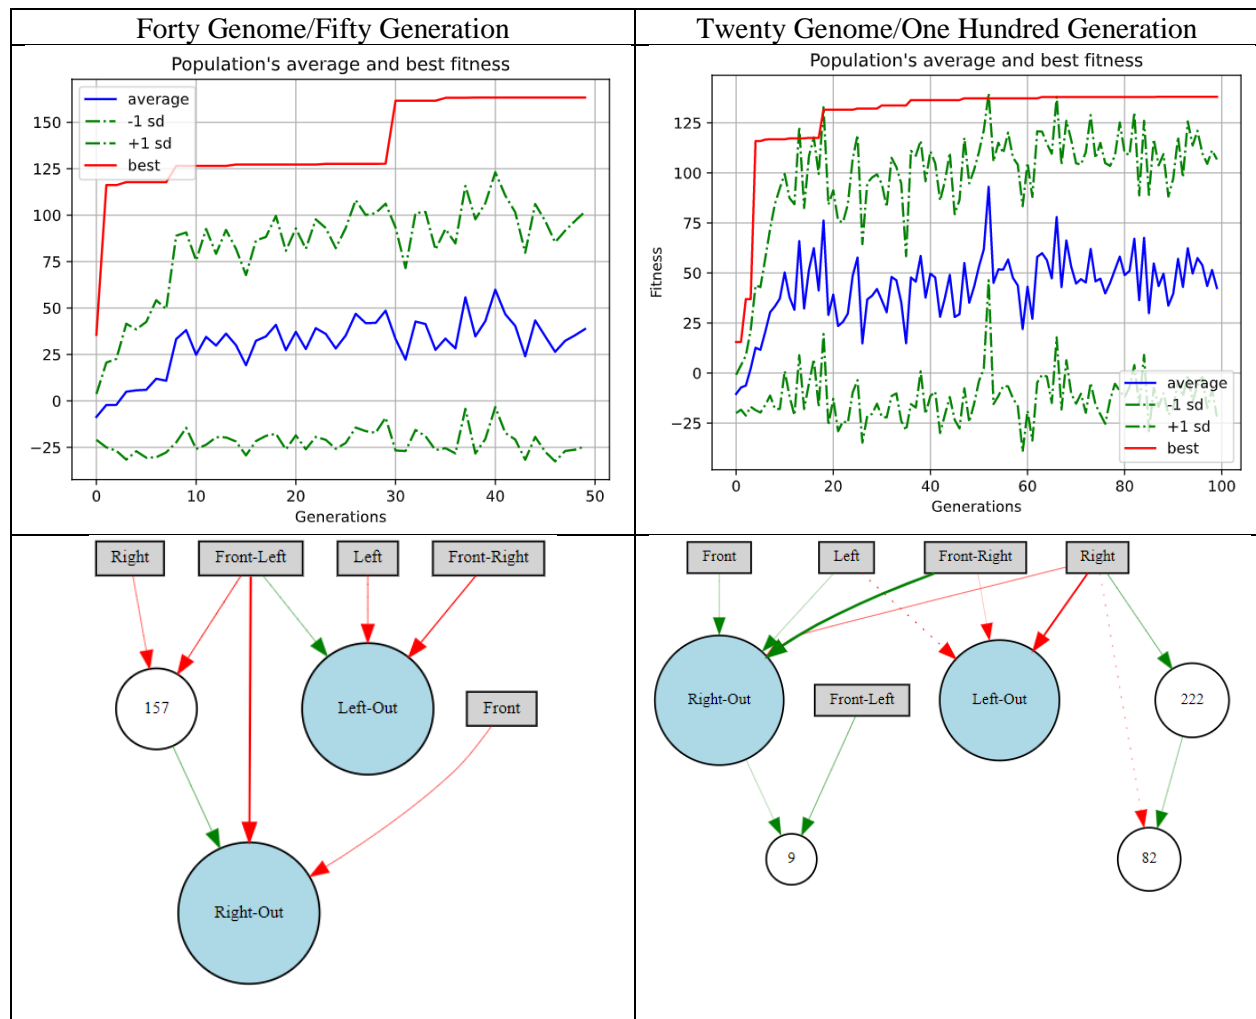 Forty Genome/Fifty Generation
Twenty Genome/One Hundred Generation
Population's average and best fitness
average
-1 sd
+1 sd
best
150
125
100
75
50
25
0
−25
0 10 20 30 40 50
Generations
Population's average and best fitness
Fitness
125
100
75
50
25
0
−25
average
-1 sd
+1 sd
best
0 20 40 60 80 100
Generations
Right Front-Left Left Front-Right
157
Left-Out
Front
Right-Out
Front Left Front-Right Right
Right-Out
Front-Left
Left-Out
222
9
82